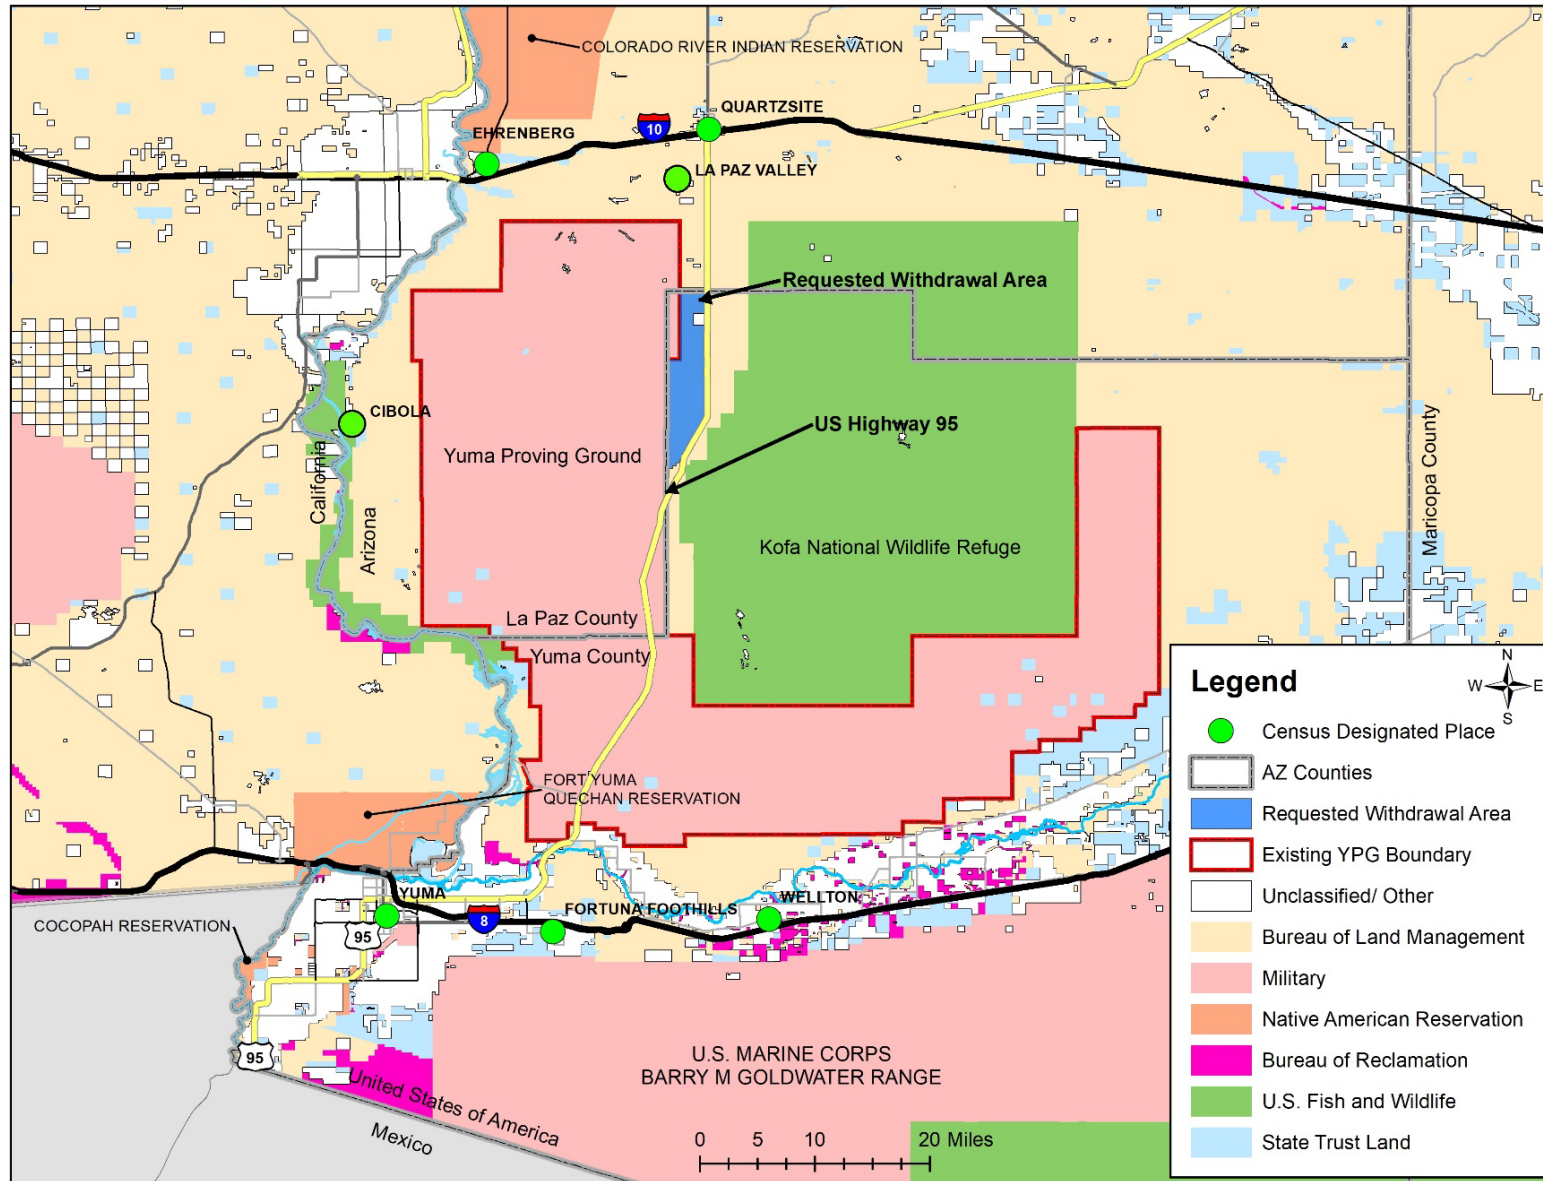 COLORADO RIVER INDIAN RESERVATION
QUARTZSITE
10
EHRENBERG
LA PAZ VALLEY
Requested Withdrawal Area
CIBOLA
US Highway 95
Yuma Proving Ground
California
Arizona
Maricopa County
Kofa National Wildlife Refuge
La Paz County
Yuma County
FORT YUMA
QUECHAN RESERVATION
YUMA
WELLTON
FORTUNA FOOTHILLS
8
95
COCOPAH RESERVATION
95
U.S. MARINE CORPS
BARRY M GOLDWATER RANGE
United States of America
Mexico
0 5 10 20 Miles
Legend
N
W E
S
Census Designated Place
AZ Counties
Requested Withdrawal Area
Existing YPG Boundary
Unclassified/ Other
Bureau of Land Management
Military
Native American Reservation
Bureau of Reclamation
U.S. Fish and Wildlife
State Trust Land